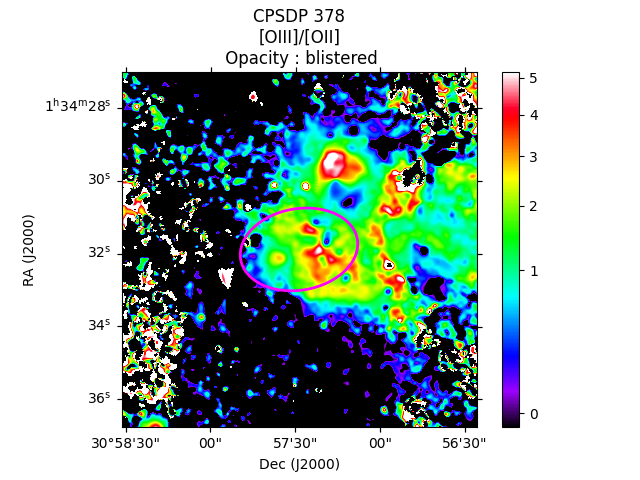 CPSDP 378
[OIII]/[OII]
Opacity : blistered
1ʰ34ᵐ28ˢ
30ˢ
32ˢ
34ˢ
36ˢ
RA (J2000)
30°58'30" 00" 57'30" 00" 56'30"
Dec (J2000)
5
4
3
2
1
0